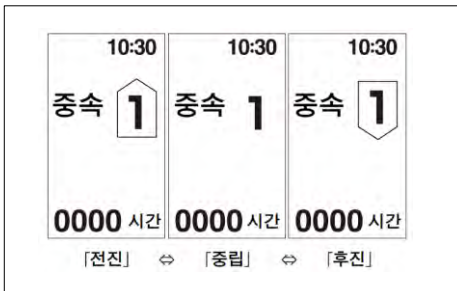 10:30 10:30 10:30
중속 1 중속 1 중속 1
0000 시간 0000 시간 0000 시간
「전진」 ⇔ 「중립」 ⇔ 「후진」